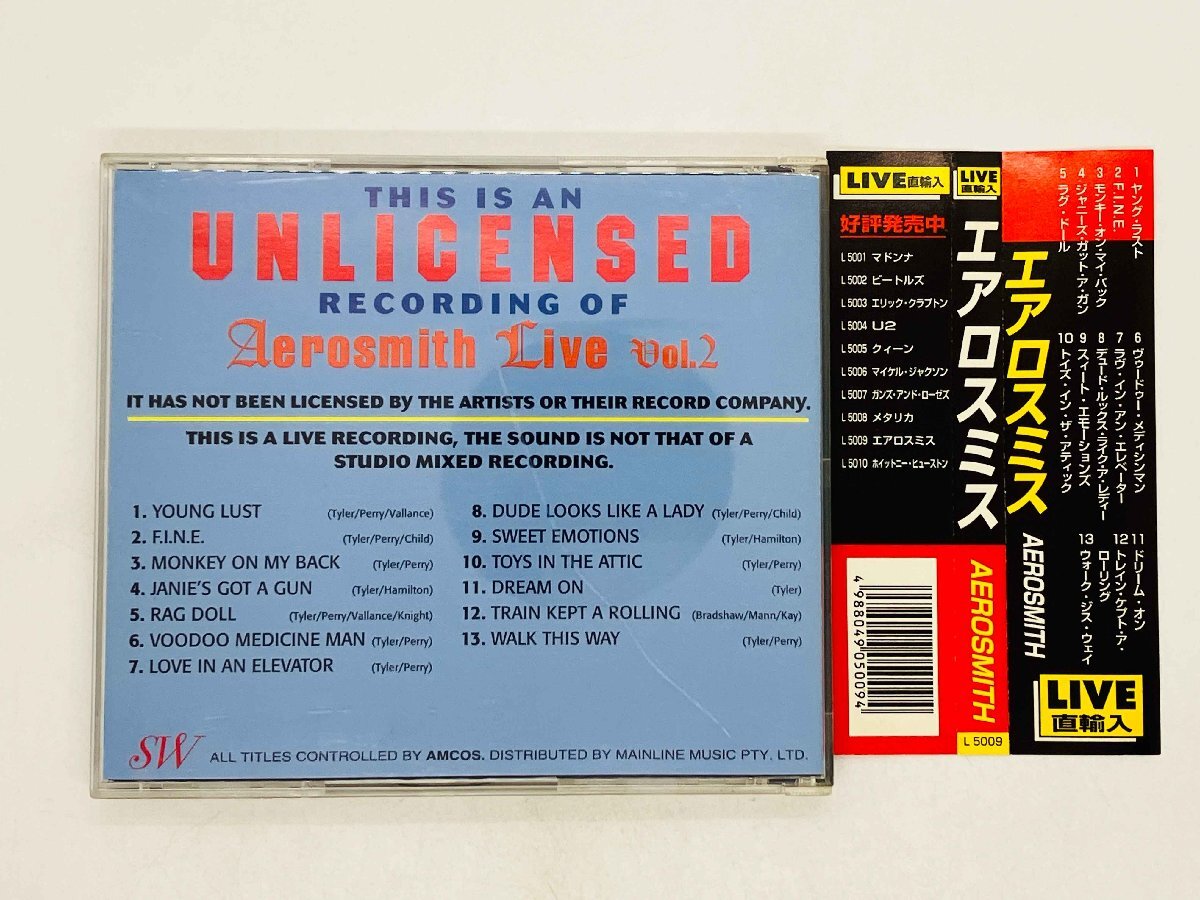 THIS IS AN
UNLICENSED
RECORDING OF
Aerosmith Live Vol.2
IT HAS NOT BEEN LICENSED BY THE ARTISTS OR THEIR RECORD COMPANY.
THIS IS A LIVE RECORDING, THE SOUND IS NOT THAT OF A
STUDIO MIXED RECORDING.
1. YOUNG LUST (Tyler/Perry/Vallance)
2. F.I.N.E. (Tyler/Perry/Child)
3. MONKEY ON MY BACK (Tyler/Perry)
4. JANIE'S GOT A GUN (Tyler/Hamilton)
5. RAG DOLL (Tyler/Perry/Vallance/Knight)
6. VOODOO MEDICINE MAN (Tyler/Perry)
7. LOVE IN AN ELEVATOR (Tyler/Perry)
8. DUDE LOOKS LIKE A LADY (Tyler/Perry/Child)
9. SWEET EMOTIONS (Tyler/Hamilton)
10. TOYS IN THE ATTIC (Tyler/Perry)
11. DREAM ON (Tyler)
12. TRAIN KEPT A ROLLING (Bradshaw/Mann/Kay)
13. WALK THIS WAY (Tyler/Perry)
SW ALL TITLES CONTROLLED BY AMCOS. DISTRIBUTED BY MAINLINE MUSIC PTY, LTD.
LIVE直輸入
好評発売中
L5001 マドンナ
L5002 ビートルズ
L5003 エリック・クラプトン
L5004 U2
L5005 クィーン
L5006 マイケル・ジャクソン
L5007 ガンズ・アンド・ローゼズ
L5008 メタリカ
L5009 エアロスミス
L5010 ホイットニー・ヒューストン
4988049050094
LIVE
直輸入
エアロスミス
AEROSMITH
L 5009
エアロスミス
AEROSMITH
1 ヤング・ラスト
2 F.I.N.E.
3 モンキー・オン・マイ・バック
4 ジャニーズ・ガット・ア・ガン
5 ラグ・ドール
6 ヴードゥー・メディシンマン
7 ラヴ・イン・アン・エレベーター
8 デュード・ルックス・ライク・ア・レディー
9 スィート・エモーションズ
10 トイズ・イン・ザ・アティック
11 ドリーム・オン
12 トレイン・ケプト・ア・
ローリング
13 ウォーク・ジス・ウェイ
LIVE
直輸入